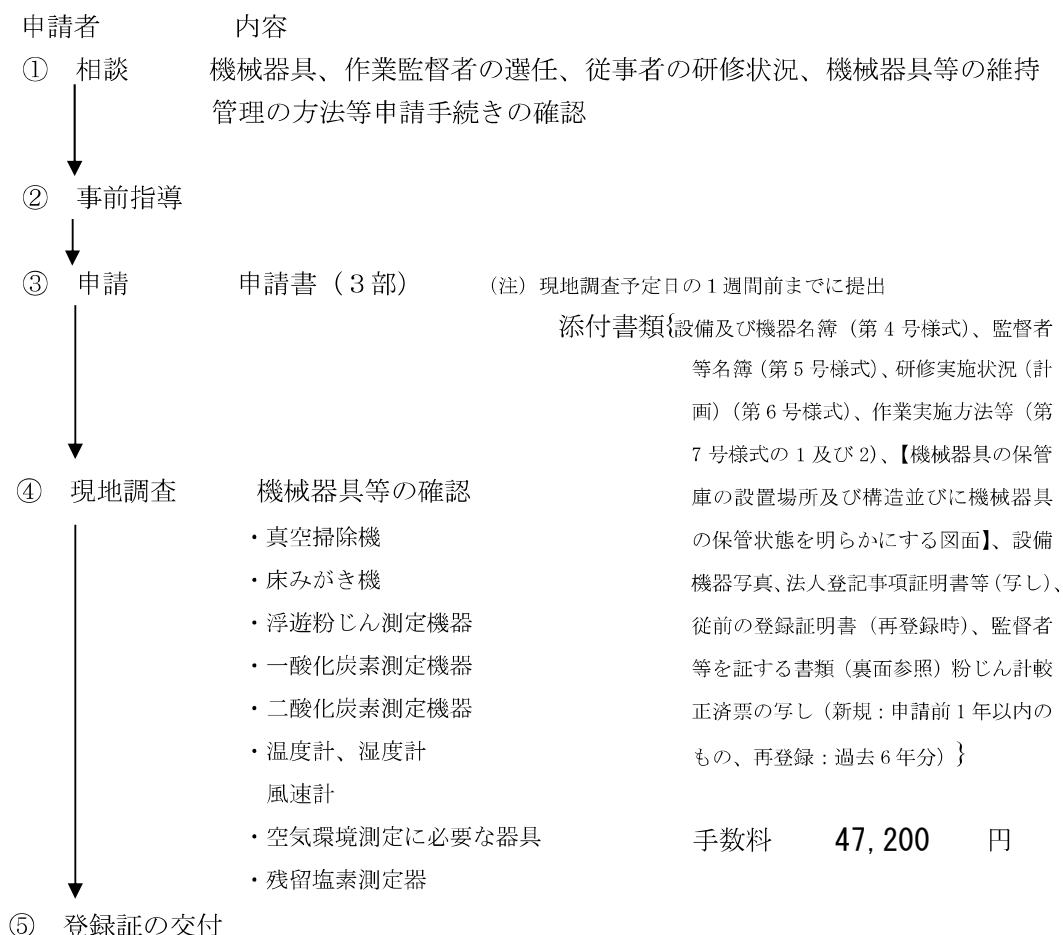 申請者 内容
① 相談 機械器具、作業監督者の選任、従事者の研修状況、機械器具等の維持
管理の方法等申請手続きの確認
② 事前指導
③ 申請 申請書（３部） （注）現地調査予定日の１週間前までに提出
添付書類{設備及び機器名簿（第４号様式）、監督者
等名簿（第５号様式）、研修実施状況（計
画）（第６号様式）、作業実施方法等（第
７号様式の１及び２）、【機械器具の保管
庫の設置場所及び構造並びに機械器具
の保管状態を明らかにする図面】、設備
機器写真、法人登記事項証明書等（写し）、
従前の登録証明書（再登録時）、監督者
等を証する書類（裏面参照）粉じん計較
正済票の写し（新規：申請前１年以内の
もの、再登録：過去６年分）}
手数料 47,200 円
④ 現地調査 機械器具等の確認
・真空掃除機
・床みがき機
・浮遊粉じん測定機器
・一酸化炭素測定機器
・二酸化炭素測定機器
・温度計、湿度計
風速計
・空気環境測定に必要な器具
・残留塩素測定器
⑤ 登録証の交付